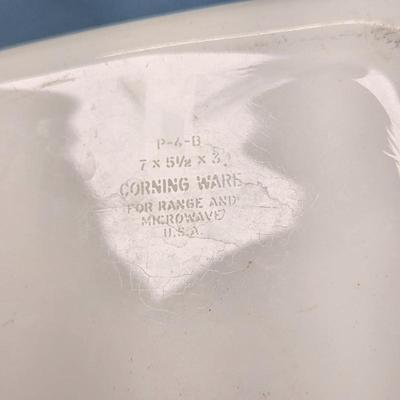 P-4-B
7 x 5½ x 3
CORNING WARE
FOR RANGE AND
MICROWAVE
U.S.A.